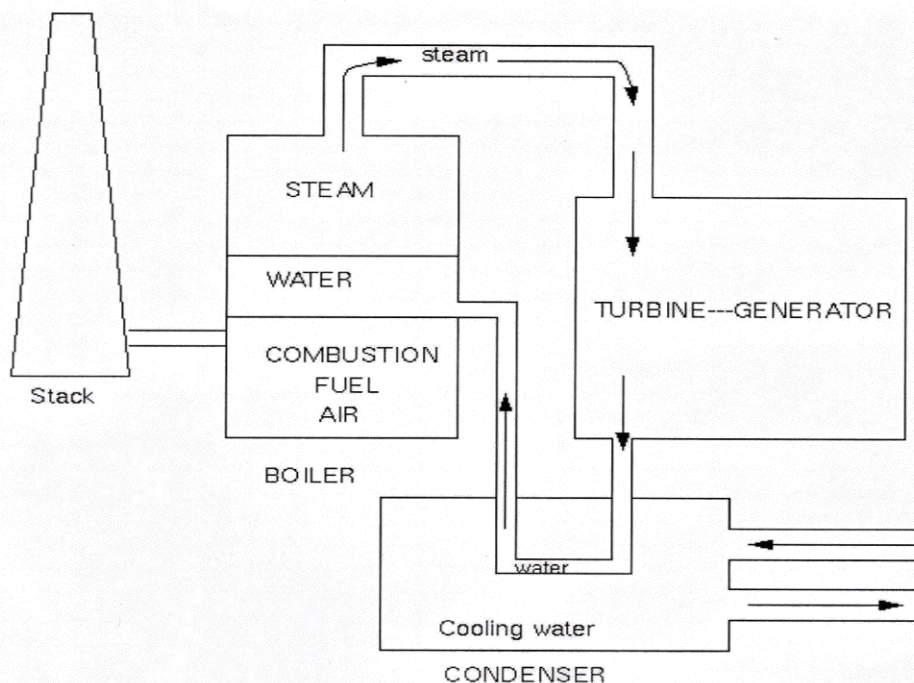 steam
STEAM
WATER
TURBINE---GENERATOR
COMBUSTION
FUEL
AIR
Stack
BOILER
water
Cooling water
CONDENSER